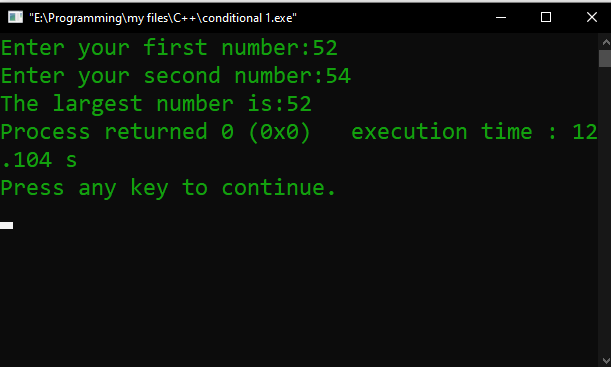 "E:\Programming\my files\C++\conditional 1.exe"
Enter your first number:52
Enter your second number:54
The largest number is:52
Process returned 0 (0x0)   execution time : 12
.104 s
Press any key to continue.